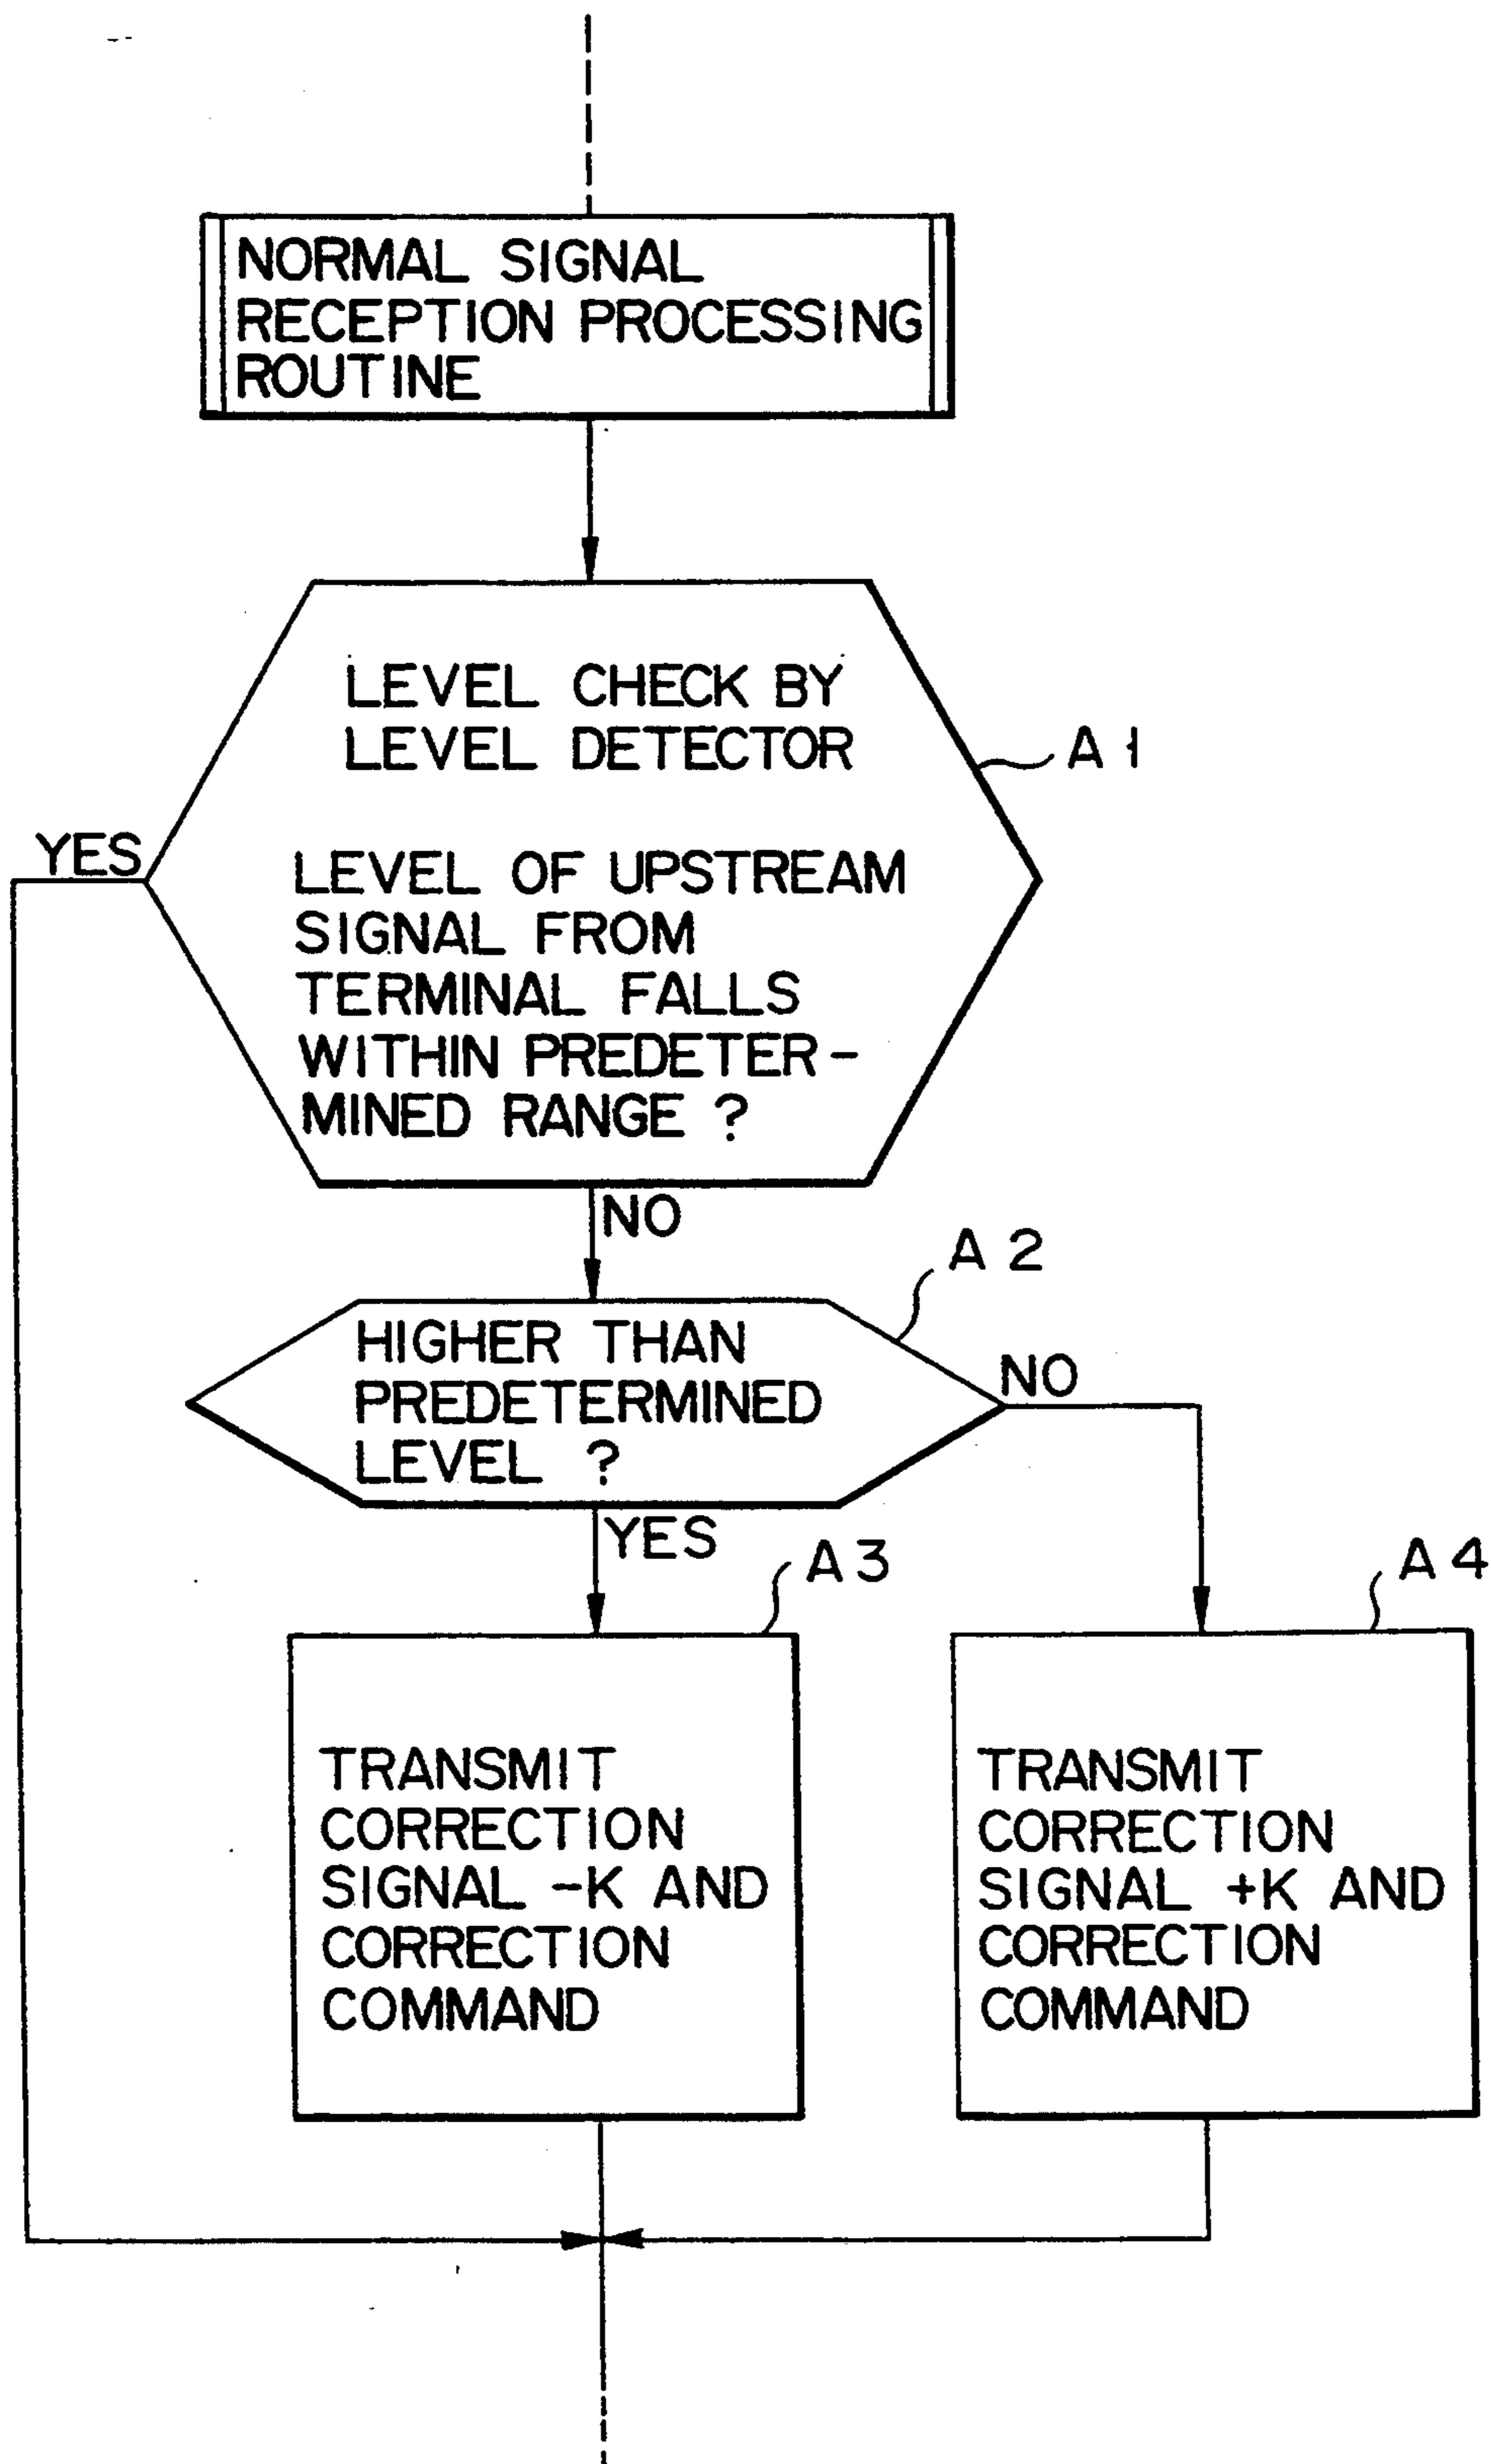 NORMAL SIGNAL
RECEPTION PROCESSING
ROUTINE
LEVEL CHECK BY
LEVEL DETECTOR
A1
YES
LEVEL OF UPSTREAM
SIGNAL FROM
TERMINAL FALLS
WITHIN PREDETER-
MINED RANGE ?
NO
A2
HIGHER THAN
PREDETERMINED
LEVEL ?
NO
YES
A3
A4
TRANSMIT
CORRECTION
SIGNAL -K AND
CORRECTION
COMMAND
TRANSMIT
CORRECTION
SIGNAL +K AND
CORRECTION
COMMAND